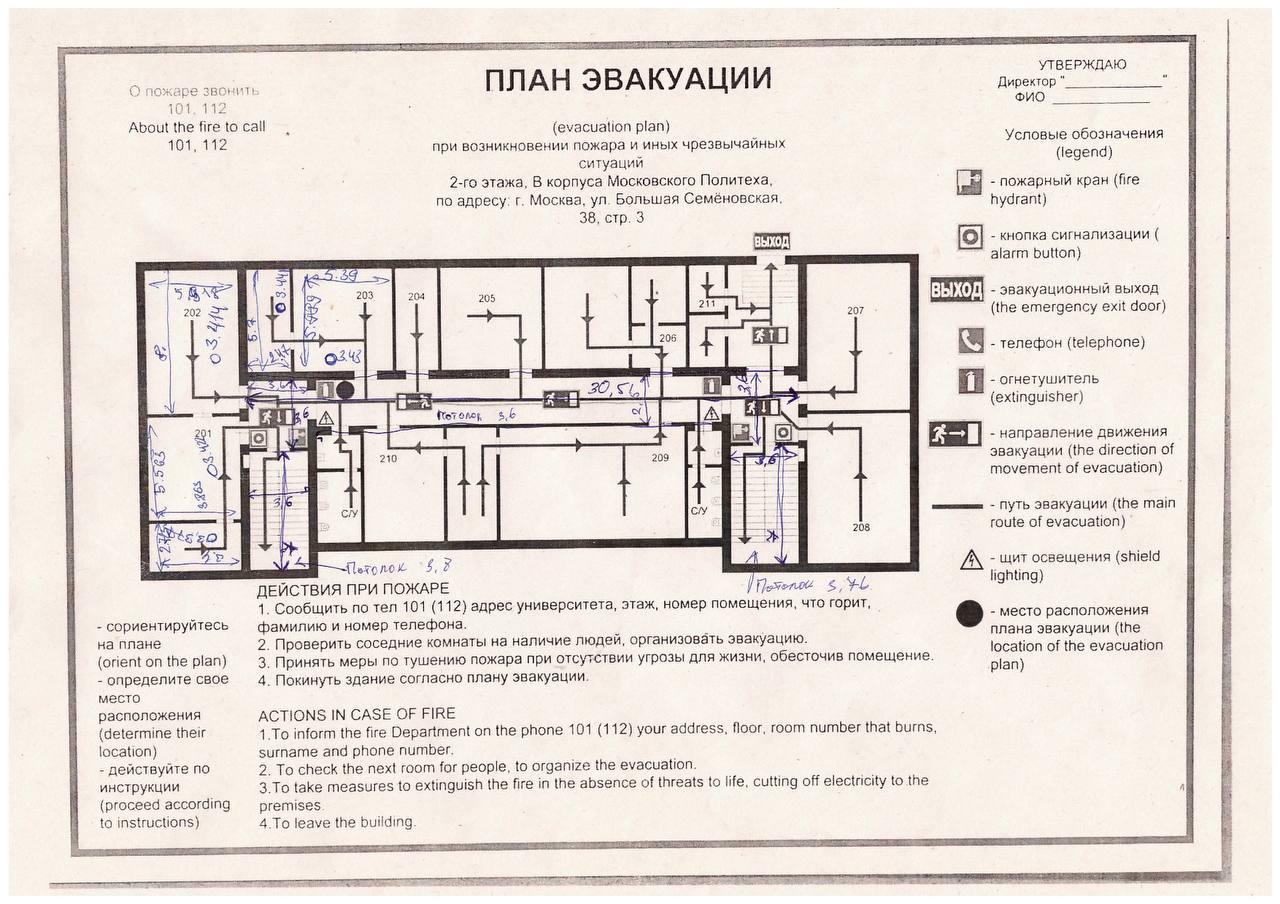 О пожаре звонить
101, 112
About the fire to call
101, 112
ПЛАН ЭВАКУАЦИИ
(evacuation plan)
при возникновении пожара и иных чрезвычайных
ситуаций
2-го этажа, В корпуса Московского Политеха,
по адресу: г. Москва, ул. Большая Семёновская,
38, стр. 3
УТВЕРЖДАЮ
Директор "______________"
ФИО ______________
Условые обозначения
(legend)
- пожарный кран (fire
hydrant)
- кнопка сигнализации (
alarm button)
ВЫХОД - эвакуационный выход
(the emergency exit door)
- телефон (telephone)
- огнетушитель
(extinguisher)
- направление движения
эвакуации (the direction of
movement of evacuation)
- путь эвакуации (the main
route of evacuation)
- щит освещения (shield
lighting)
- место расположения
плана эвакуации (the
location of the evacuation
plan)
ВЫХОД
202
8.
3.414
5.7
3.441
5.39
203
3.43
204
205
206
211
207
3,6
3,6
30,56
Потолок 3,6
201
5.565
3.6
210
С/У
209
С/У
3,6
208
Потолок 3,8
Потолок 3,76
- сориентируйтесь
на плане
(orient on the plan)
- определите свое
место
расположения
(determine their
location)
- действуйте по
инструкции
(proceed according
to instructions)
ДЕЙСТВИЯ ПРИ ПОЖАРЕ
1. Сообщить по тел 101 (112) адрес университета, этаж, номер помещения, что горит,
фамилию и номер телефона.
2. Проверить соседние комнаты на наличие людей, организовать эвакуацию.
3. Принять меры по тушению пожара при отсутствии угрозы для жизни, обесточив помещение.
4. Покинуть здание согласно плану эвакуации.
ACTIONS IN CASE OF FIRE
1.To inform the fire Department on the phone 101 (112) your address, floor, room number that burns,
surname and phone number.
2. To check the next room for people, to organize the evacuation.
3.To take measures to extinguish the fire in the absence of threats to life, cutting off electricity to the
premises.
4.To leave the building.